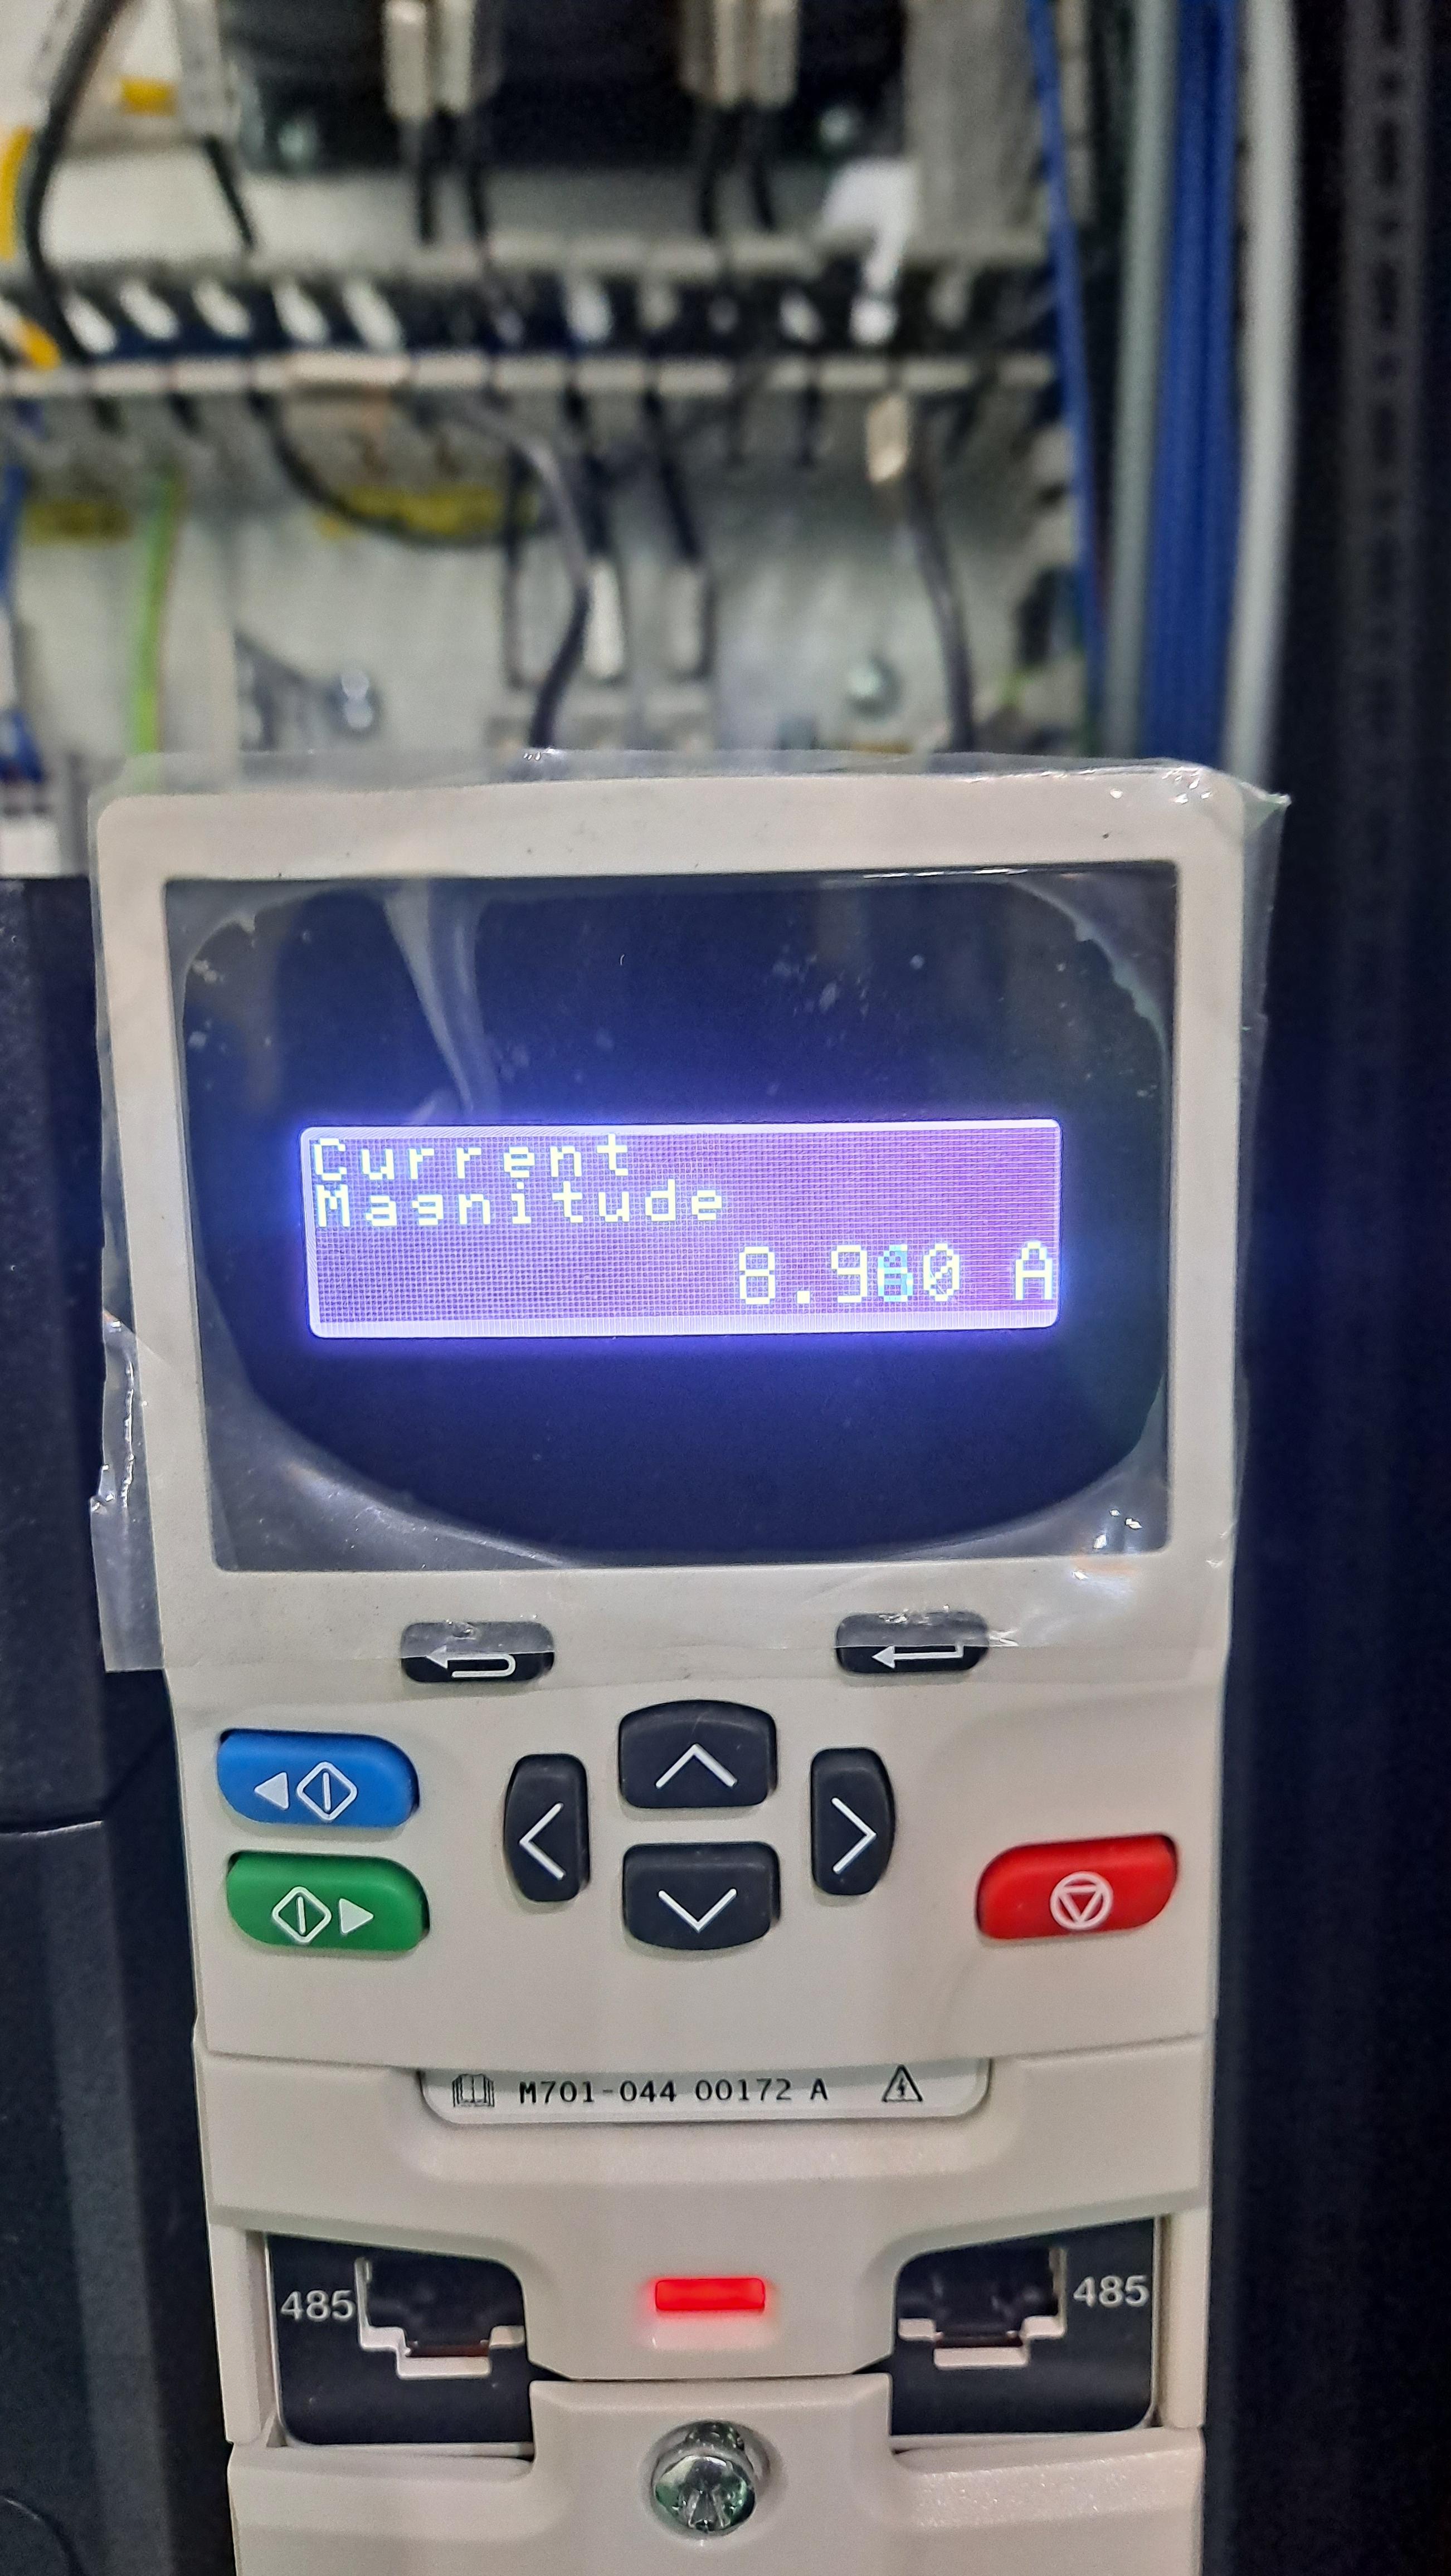 Current
Magnitude
8.960 A
M701-044 00172 A
485
485